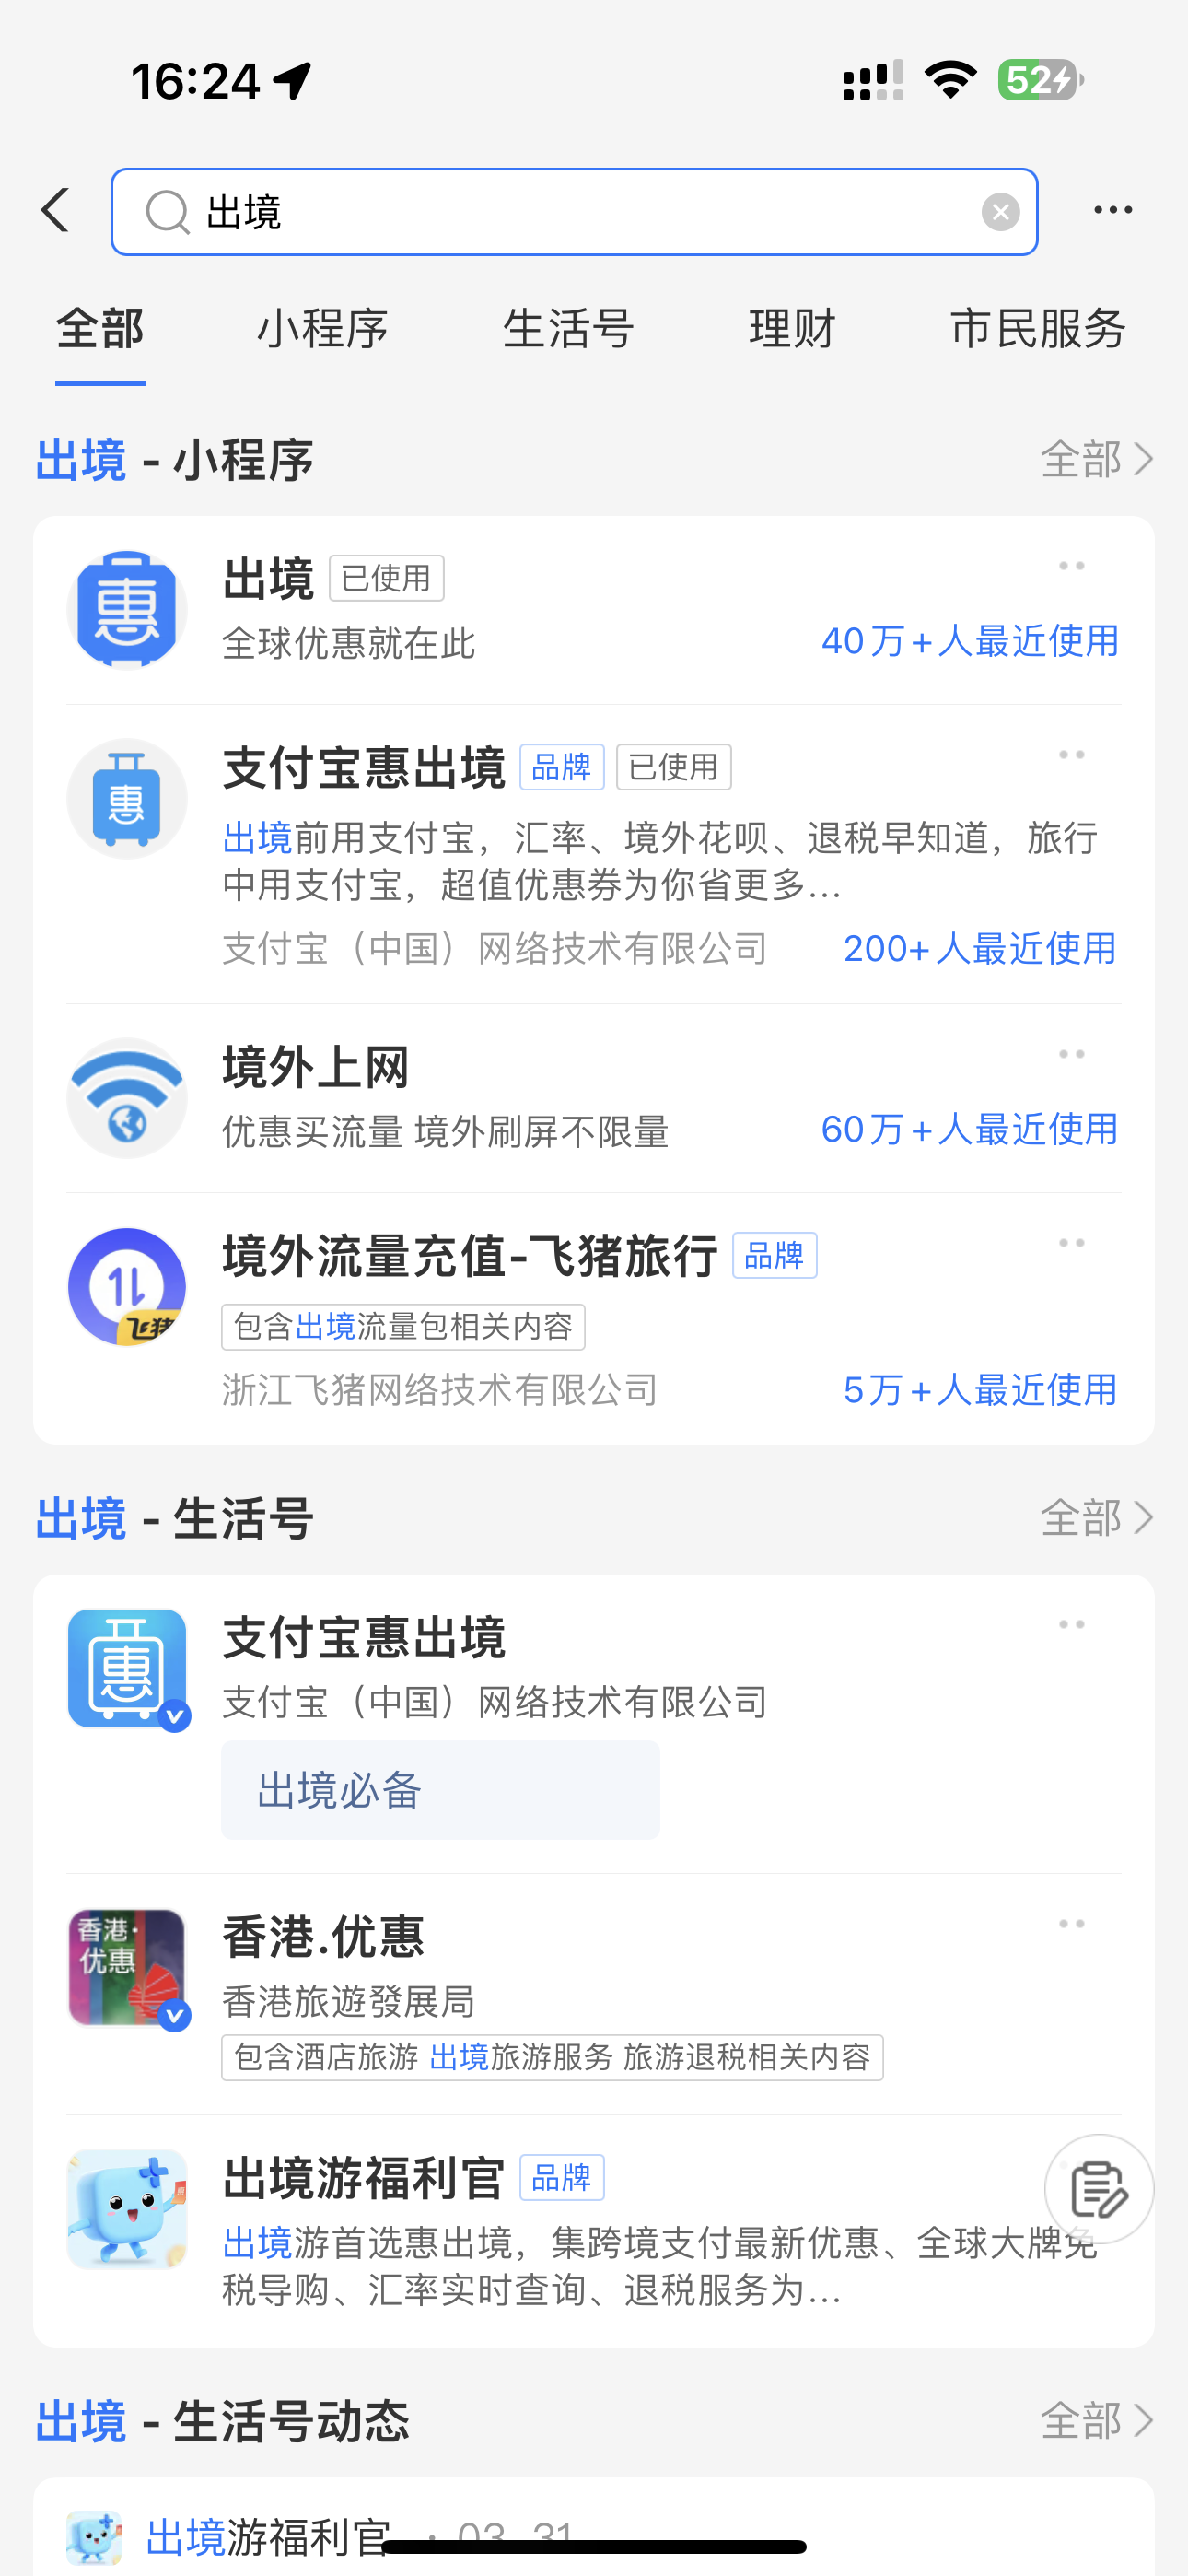 16:24
52
出境
全部 小程序 生活号 理财 市民服务
出境 - 小程序 全部
惠
出境 已使用
全球优惠就在此 40万+人最近使用
惠
支付宝惠出境 品牌 已使用
出境前用支付宝，汇率、境外花呗、退税早知道，旅行
中用支付宝，超值优惠券为你省更多...
支付宝（中国）网络技术有限公司 200+人最近使用
境外上网
优惠买流量 境外刷屏不限量 60万+人最近使用
飞猪
境外流量充值-飞猪旅行 品牌
包含出境流量包相关内容
浙江飞猪网络技术有限公司 5万+人最近使用
出境 - 生活号 全部
惠
支付宝惠出境
支付宝（中国）网络技术有限公司
出境必备
香港·
优惠
香港.优惠
香港旅遊發展局
包含酒店旅游 出境旅游服务 旅游退税相关内容
出境游福利官 品牌
出境游首选惠出境，集跨境支付最新优惠、全球大牌免
税导购、汇率实时查询、退税服务为...
出境 - 生活号动态 全部
出境游福利官 · 03-31